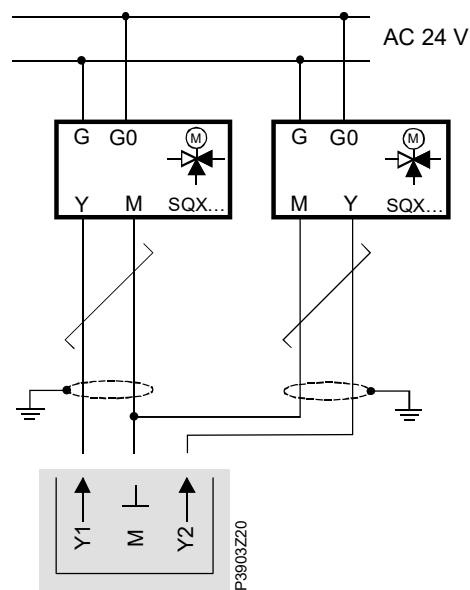 AC 24 V
G G0 M
Y M SQX...
G G0 M
M Y SQX...
Y1 M Y2
P3903Z20